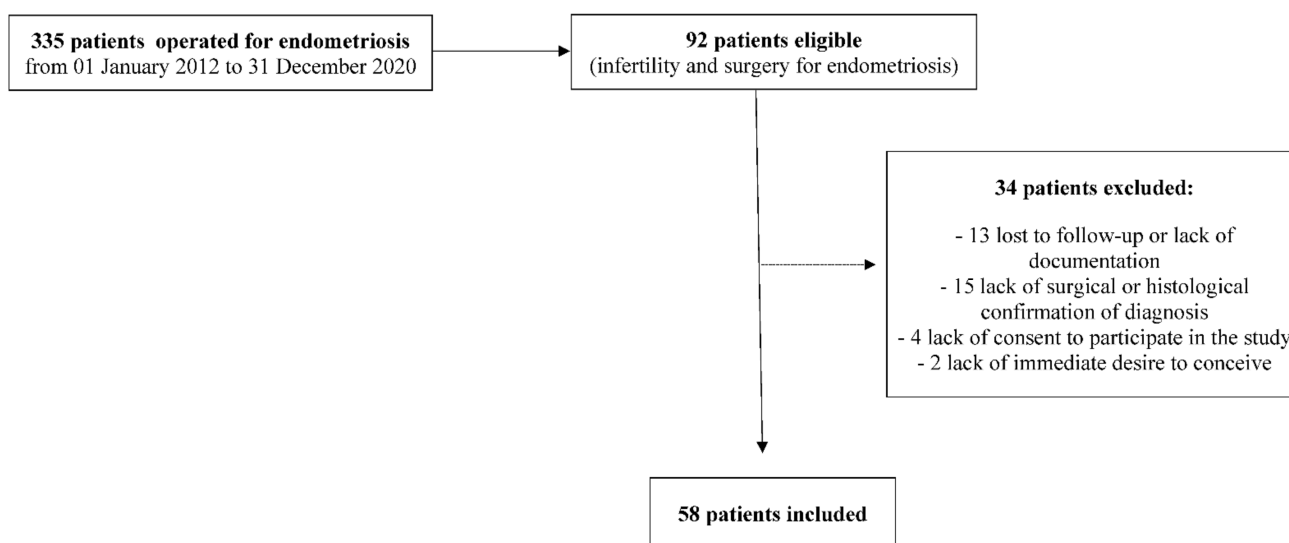 335 patients operated for endometriosis
from 01 January 2012 to 31 December 2020
92 patients eligible
(infertility and surgery for endometriosis)
34 patients excluded:
- 13 lost to follow-up or lack of
documentation
- 15 lack of surgical or histological
confirmation of diagnosis
- 4 lack of consent to participate in the study
- 2 lack of immediate desire to conceive
58 patients included